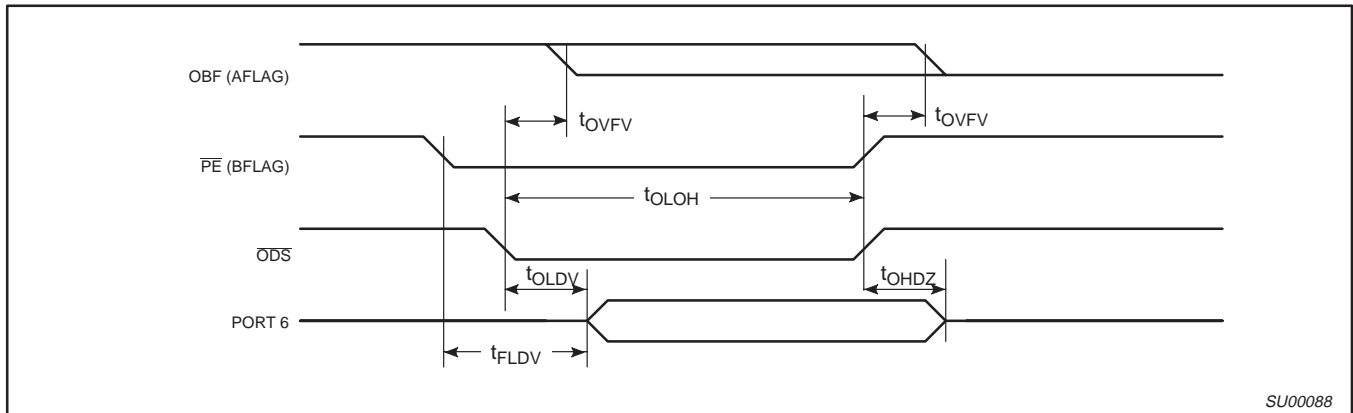 OBF (AFLAG)
tOVFV
tOVFV
PE (BFLAG)
tOLOH
ODS
tOLDV
tOHDZ
PORT 6
tFLDV
SU00088